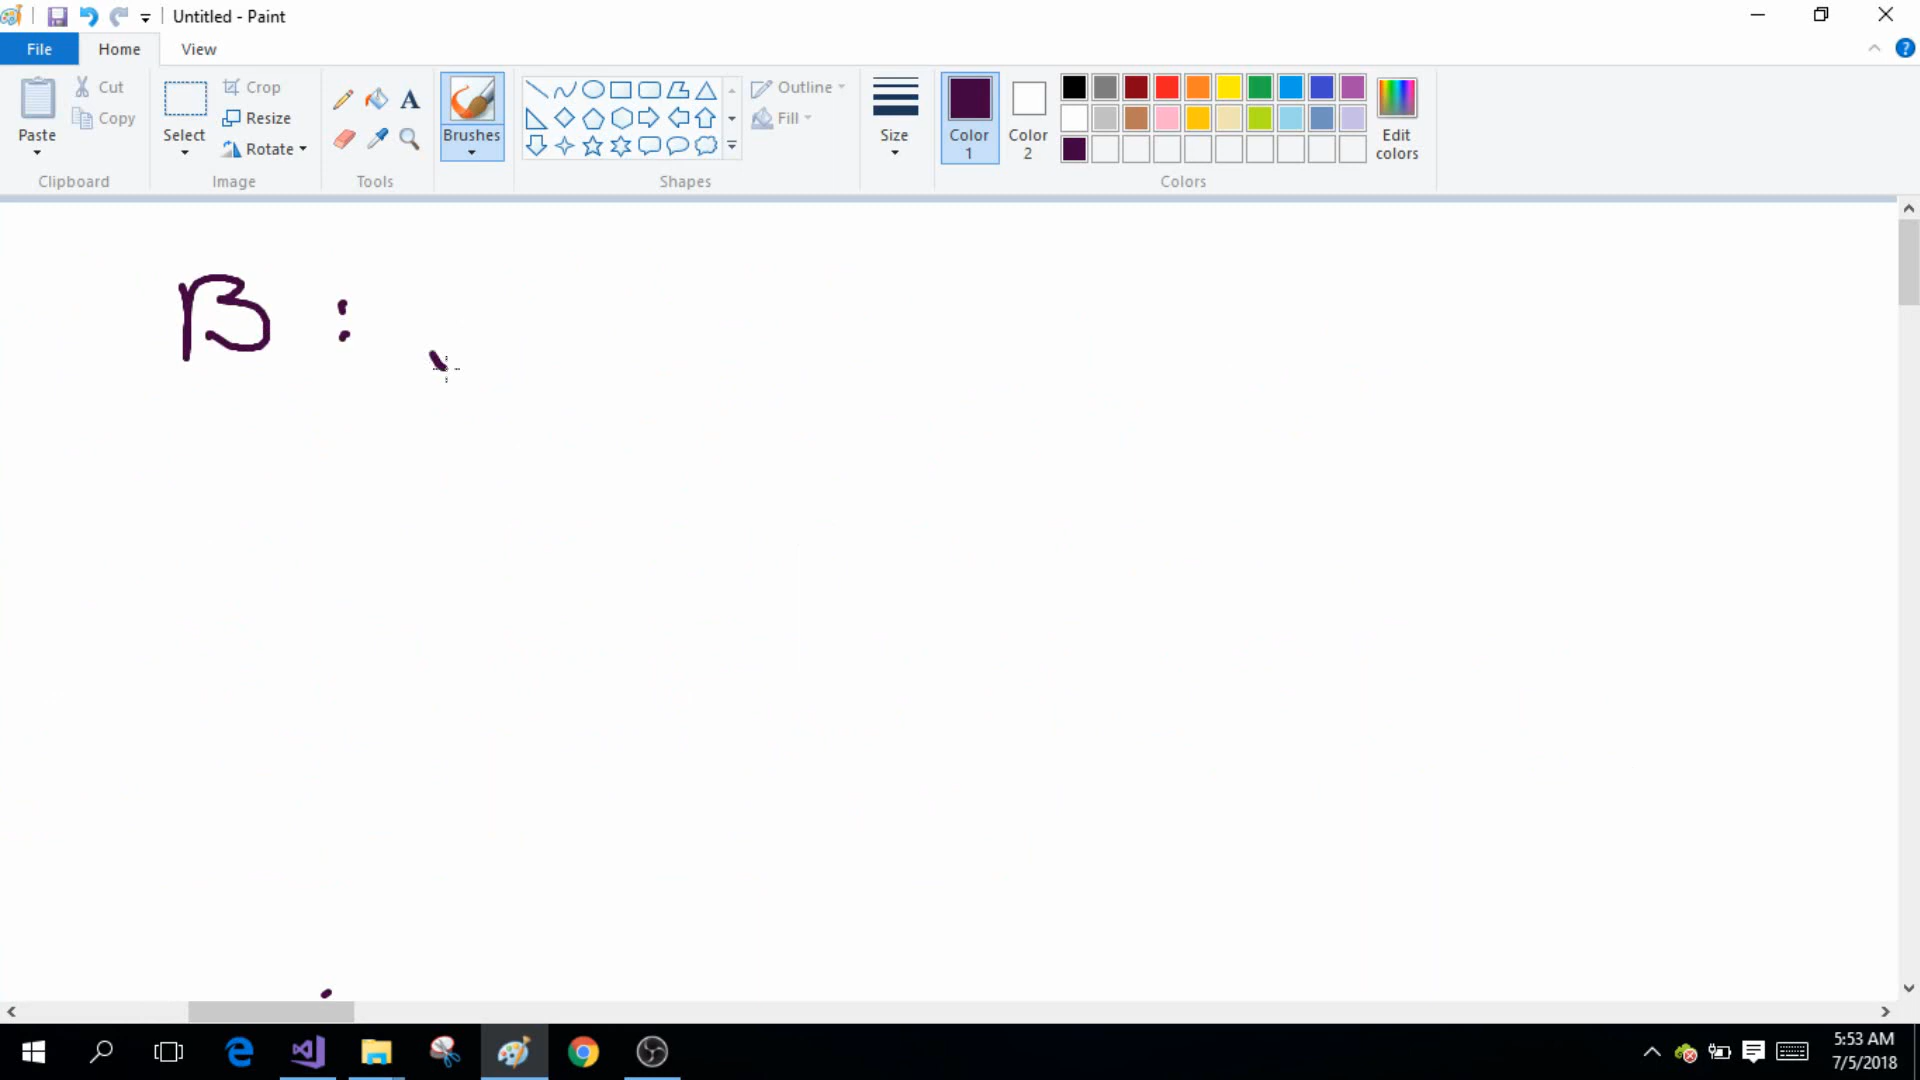 Untitled - Paint
File Home View
Paste Cut Copy Clipboard
Select Crop Resize Rotate Image
Tools
Brushes
Shapes
Outline Fill
Size
Color 1 Color 2 Edit colors Colors
B :
5:53 AM
7/5/2018